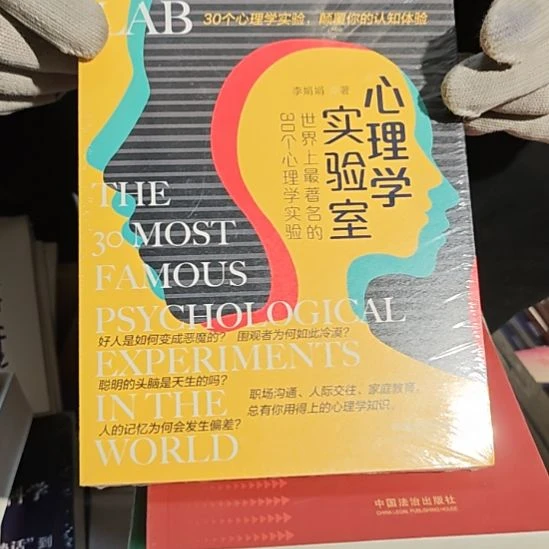 LAB
30个心理学实验，颠覆你的认知体验
李娟娟 著
心理学
实验室
世界上最著名的
30个心理学实验
THE
30 MOST
FAMOUS
PSYCHOLOGICAL
EXPERIMENTS
IN THE
WORLD
好人是如何变成恶魔的？ 围观者为何如此冷漠？
聪明的头脑是天生的吗？
职场沟通、人际交往、家庭教育，
总有你用得上的心理学知识。
人的记忆为何会发生偏差？
中国法治出版社
CHINA LEGAL PUBLISHING HOUSE
学
到